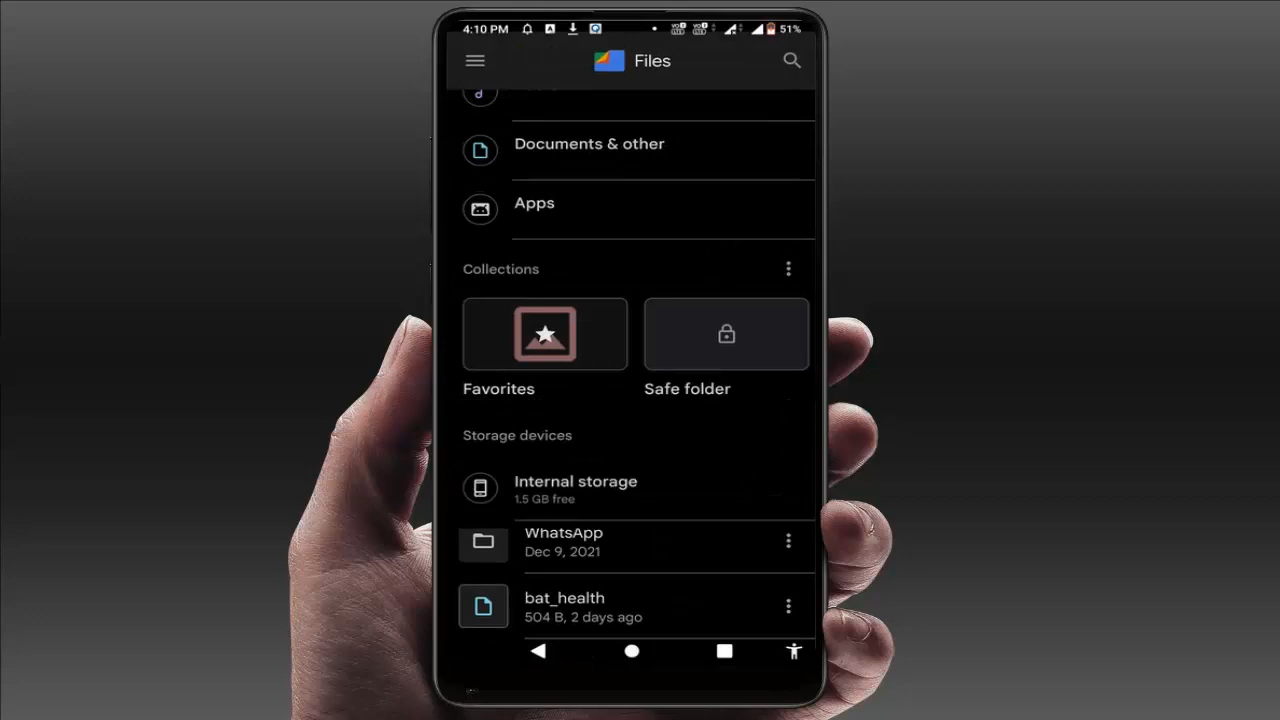 4:10 PM 51%
Files
Documents & other
Apps
Collections
Favorites
Safe folder
Storage devices
Internal storage
1.5 GB free
WhatsApp
Dec 9, 2021
bat_health
504 B, 2 days ago